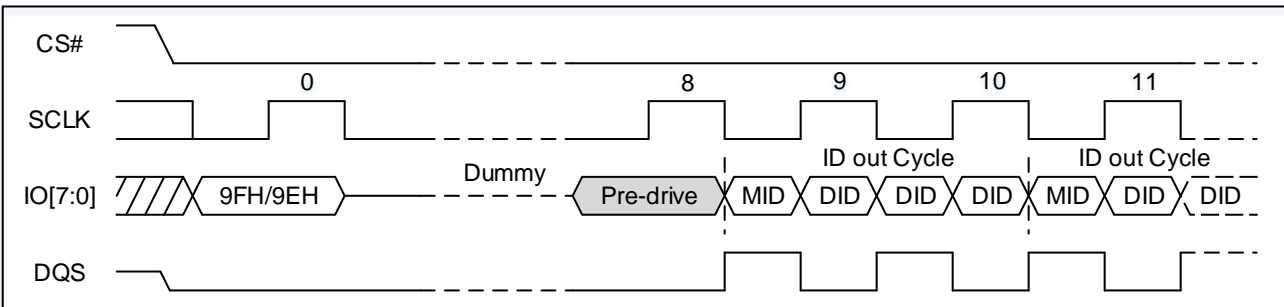 CS#
0 8 9 10 11
SCLK
ID out Cycle ID out Cycle
Dummy
IO[7:0] 9FH/9EH Pre-drive MID DID DID DID MID DID DID
DQS